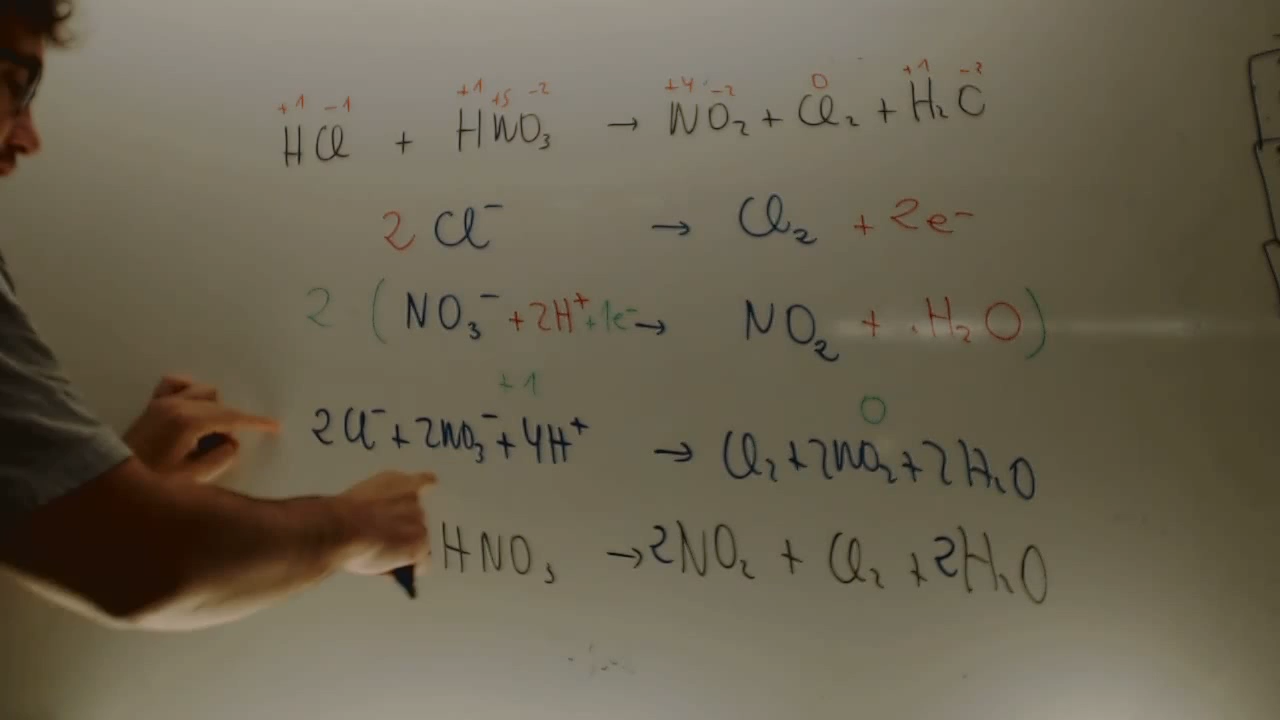 +1 -1 +1 +5 -2 +4 -2 0 +1 -2
HCl + HNO₃ → NO₂ + Cl₂ + H₂O
2 Cl⁻ → Cl₂ + 2e⁻
2 (NO₃⁻ + 2H⁺ + 1e⁻ → NO₂ + H₂O)
+1 0
2Cl⁻ + 2NO₃⁻ + 4H⁺ → Cl₂ + 2NO₂ + 2H₂O
HNO₃ → 2NO₂ + Cl₂ + 2H₂O